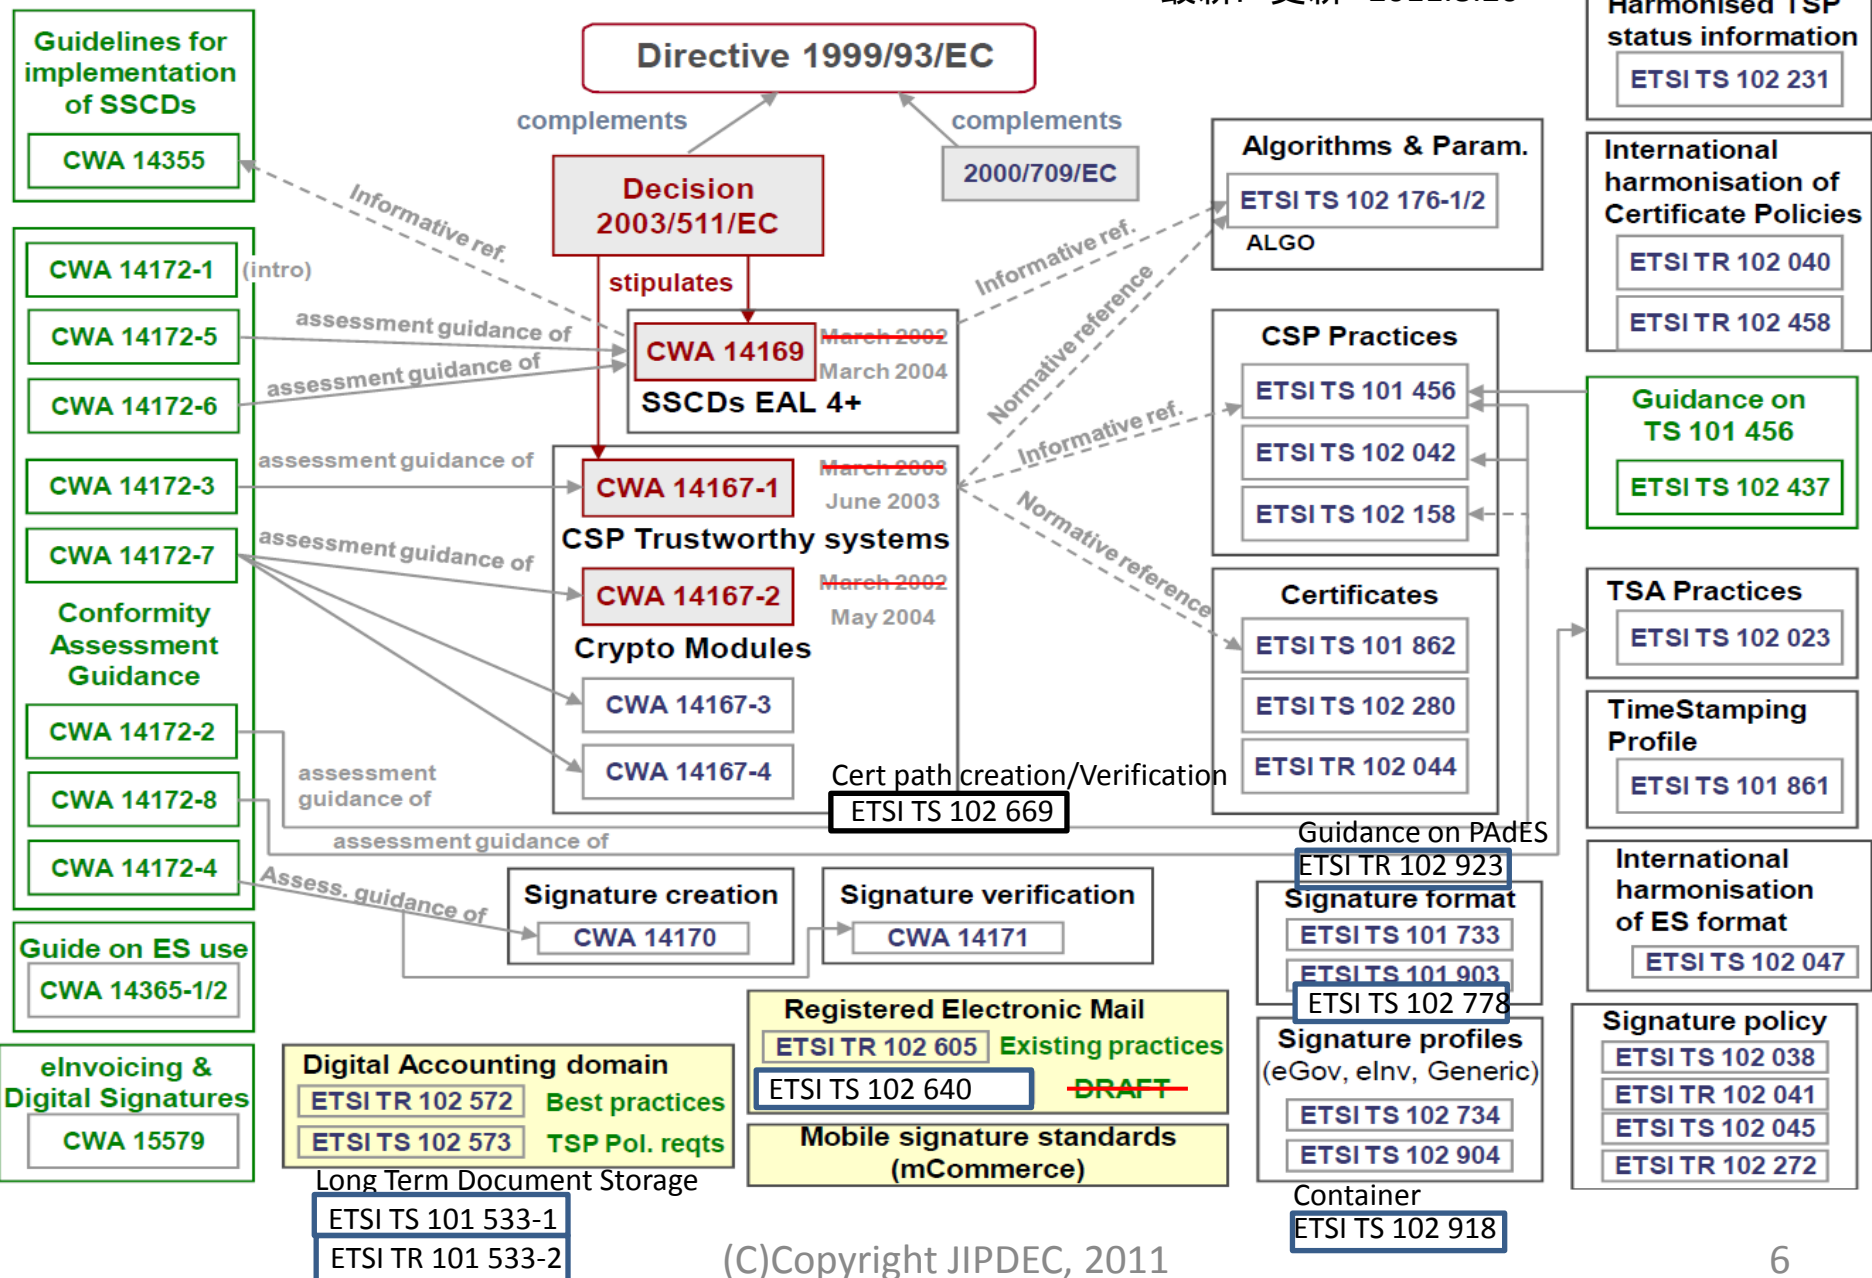 Guidelines for
implementation
of SSCDs
CWA 14355
CWA 14172-1
(intro)
CWA 14172-5
CWA 14172-6
CWA 14172-3
CWA 14172-7
Conformity
Assessment
Guidance
CWA 14172-2
CWA 14172-8
CWA 14172-4
Guide on ES use
CWA 14365-1/2
eInvoicing &
Digital Signatures
CWA 15579
Directive 1999/93/EC
complements
complements
Decision
2003/511/EC
2000/709/EC
Informative ref.
stipulates
assessment guidance of
assessment guidance of
CWA 14169
March 2002
March 2004
SSCDs EAL 4+
assessment guidance of
CWA 14167-1
March 2003
June 2003
CSP Trustworthy systems
assessment guidance of
CWA 14167-2
March 2002
May 2004
Crypto Modules
CWA 14167-3
CWA 14167-4
assessment
guidance of
assessment guidance of
Assess. guidance of
Informative ref.
Normative reference
Informative ref.
Normative reference
Cert path creation/Verification
ETSI TS 102 669
Signature creation
CWA 14170
Signature verification
CWA 14171
Registered Electronic Mail
ETSI TR 102 605
Existing practices
ETSI TS 102 640
DRAFT
Mobile signature standards
(mCommerce)
Digital Accounting domain
ETSI TR 102 572
Best practices
ETSI TS 102 573
TSP Pol. reqts
Long Term Document Storage
ETSI TS 101 533-1
ETSI TR 101 533-2
Algorithms & Param.
ETSI TS 102 176-1/2
ALGO
CSP Practices
ETSI TS 101 456
ETSI TS 102 042
ETSI TS 102 158
Certificates
ETSI TS 101 862
ETSI TS 102 280
ETSI TR 102 044
Guidance on PAdES
ETSI TR 102 923
Signature format
ETSI TS 101 733
ETSI TS 101 903
ETSI TS 102 778
Signature profiles
(eGov, eInv, Generic)
ETSI TS 102 734
ETSI TS 102 904
Container
ETSI TS 102 918
Harmonised TSP
status information
ETSI TS 102 231
International
harmonisation of
Certificate Policies
ETSI TR 102 040
ETSI TR 102 458
Guidance on
TS 101 456
ETSI TS 102 437
TSA Practices
ETSI TS 102 023
TimeStamping
Profile
ETSI TS 101 861
International
harmonisation
of ES format
ETSI TS 102 047
Signature policy
ETSI TS 102 038
ETSI TR 102 041
ETSI TS 102 045
ETSI TR 102 272
(C)Copyright JIPDEC, 2011
6